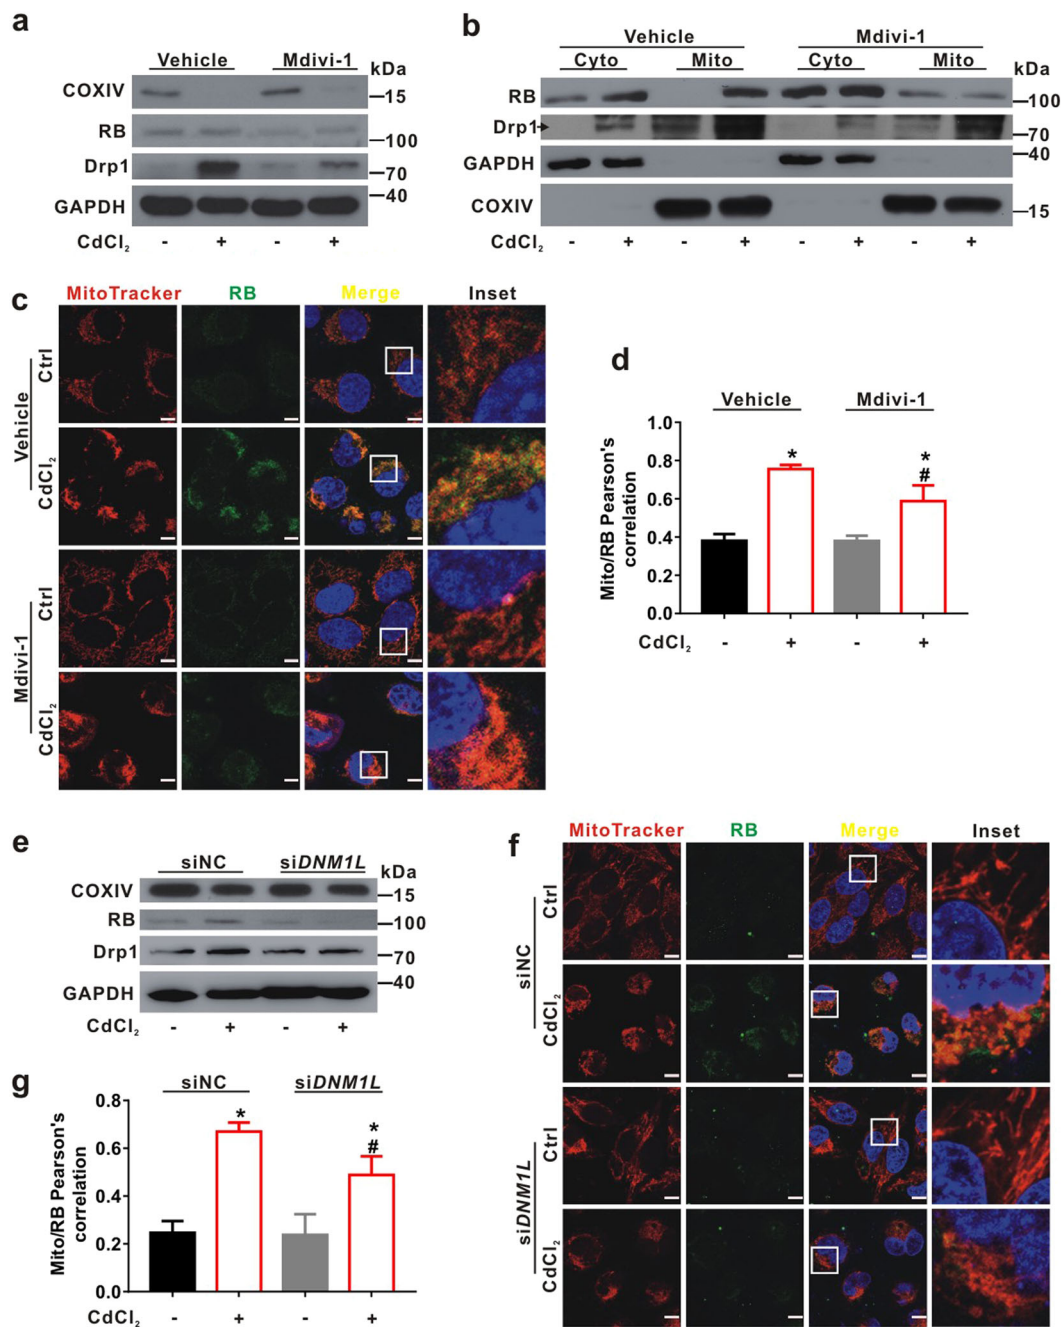 a
Vehicle Mdivi-1
kDa
COXIV
15
RB
100
Drp1
70
40
GAPDH
CdCl2 - + - +
b
Vehicle Mdivi-1
Cyto Mito Cyto Mito
kDa
RB
100
Drp1
70
40
GAPDH
COXIV
15
CdCl2 - + - + - + - +
c
MitoTracker RB Merge Inset
Vehicle
Ctrl
CdCl2
Mdivi-1
Ctrl
CdCl2
d
Vehicle Mdivi-1
Mito/RB Pearson's
correlation
1.0
0.8
0.6
0.4
0.2
0.0
*
*
#
CdCl2 - + - +
e
siNC siDNM1L
kDa
COXIV
15
RB
100
Drp1
70
40
GAPDH
CdCl2 - + - +
f
MitoTracker RB Merge Inset
siNC
Ctrl
CdCl2
siDNM1L
Ctrl
CdCl2
g
siNC siDNM1L
Mito/RB Pearson's
correlation
0.8
0.6
0.4
0.2
0.0
*
*
#
CdCl2 - + - +